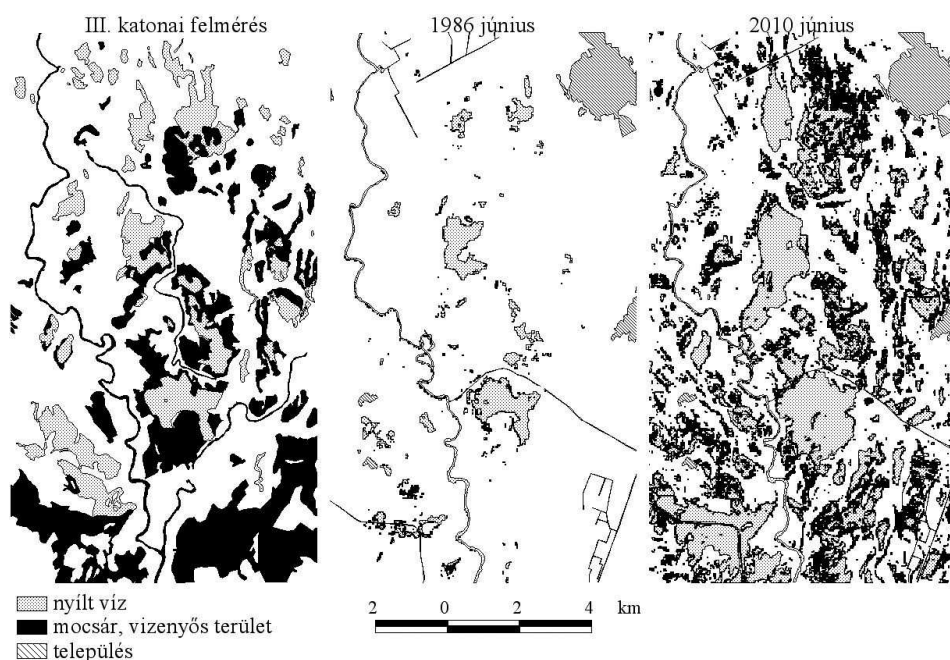 III. katonai felmérés
1986 június
2010 június
nyílt víz
mocsár, vizenyős terület
település
2 0 2 4 km